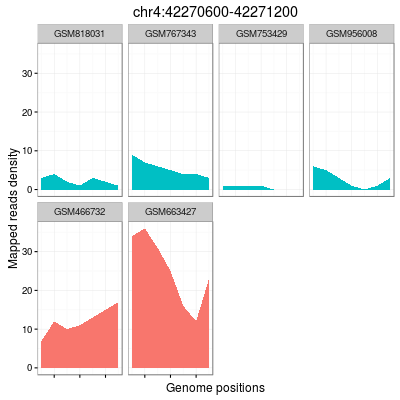 chr4:42270600-42271200
GSM818031 GSM767343 GSM753429 GSM956008
30
20
10
0
GSM466732 GSM663427
30
20
10
0
Mapped reads density
Genome positions